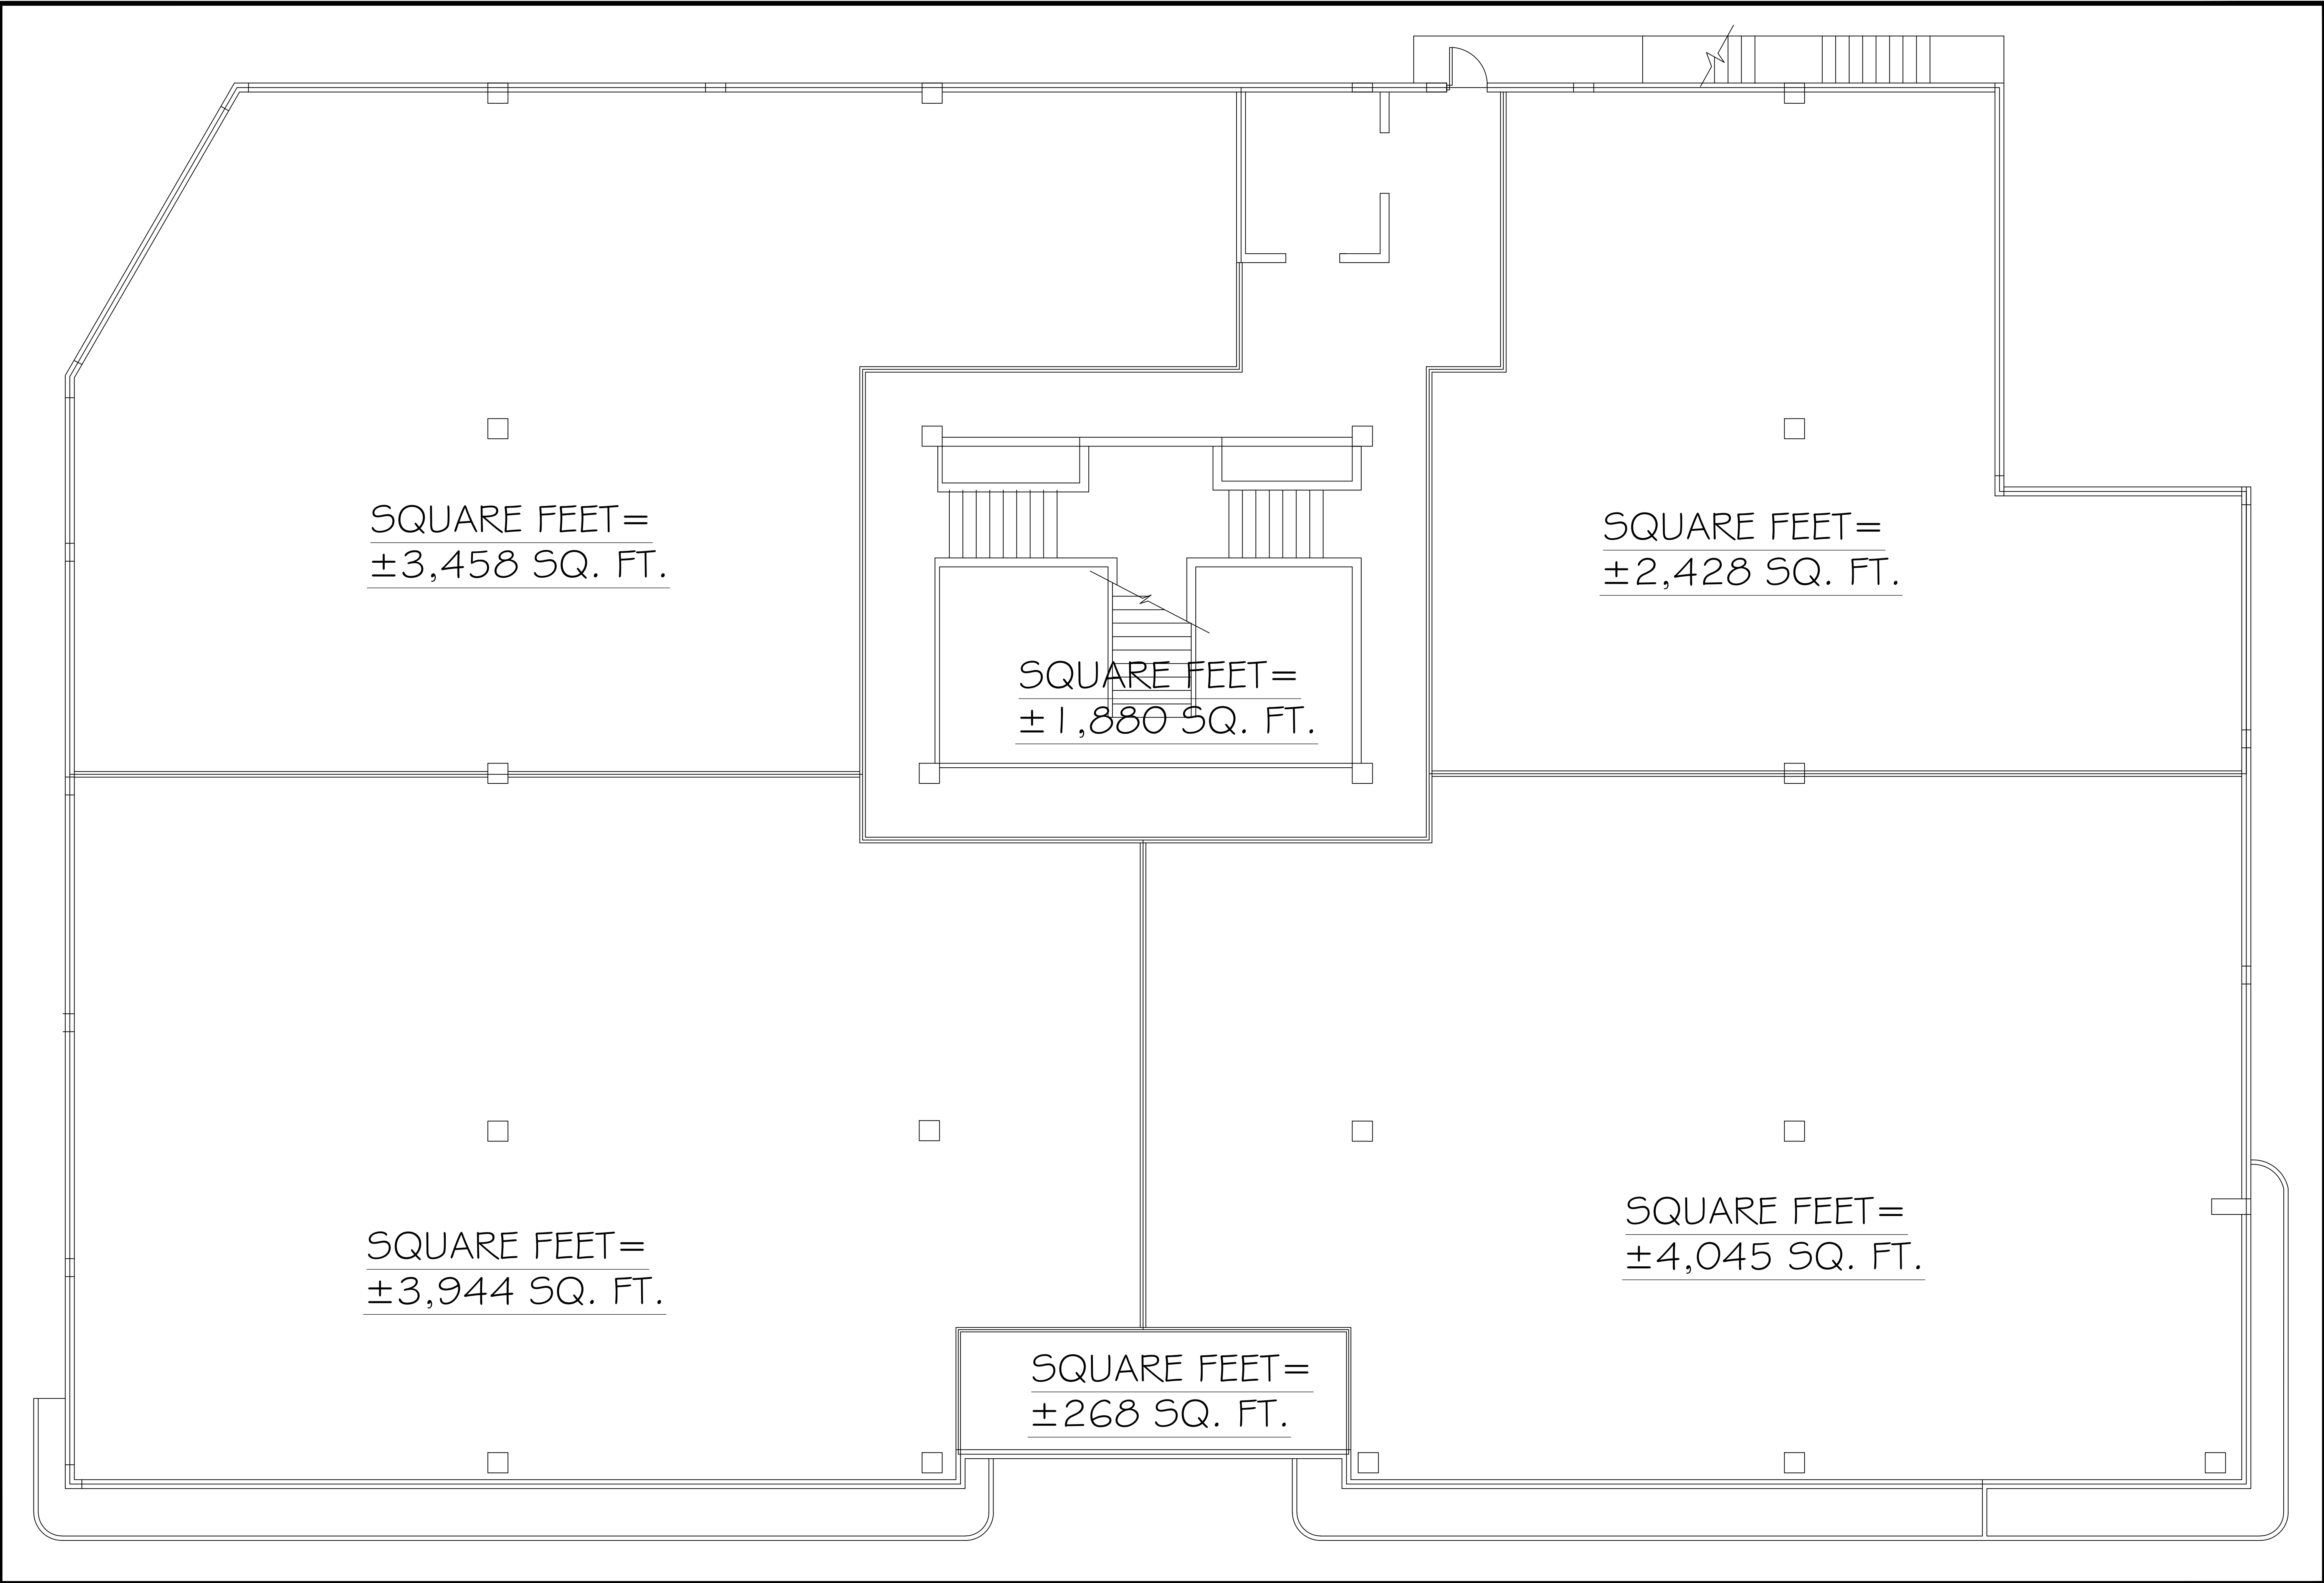 SQUARE FEET=
±3,458 SQ. FT.
SQUARE FEET=
±2,428 SQ. FT.
SQUARE FEET=
±1,880 SQ. FT.
SQUARE FEET=
±3,944 SQ. FT.
SQUARE FEET=
±4,045 SQ. FT.
SQUARE FEET=
±268 SQ. FT.